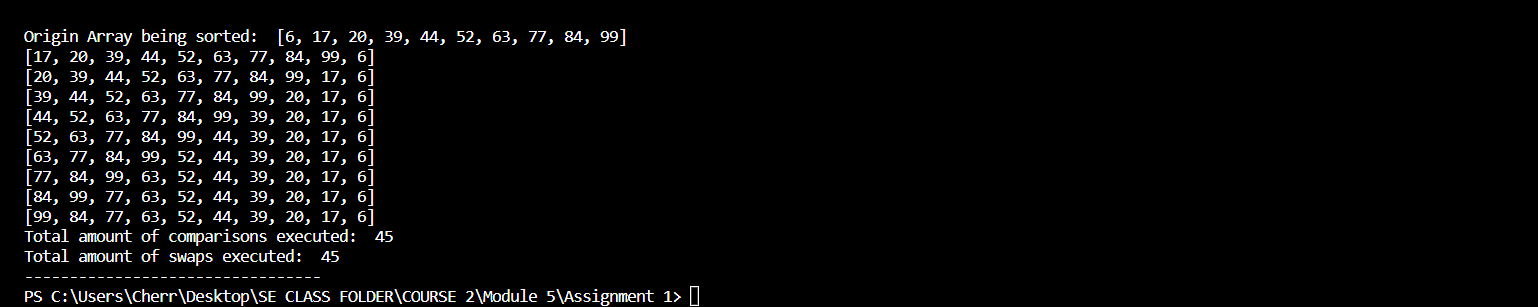 Origin Array being sorted:  [6, 17, 20, 39, 44, 52, 63, 77, 84, 99]
[17, 20, 39, 44, 52, 63, 77, 84, 99, 6]
[20, 39, 44, 52, 63, 77, 84, 99, 17, 6]
[39, 44, 52, 63, 77, 84, 99, 20, 17, 6]
[44, 52, 63, 77, 84, 99, 39, 20, 17, 6]
[52, 63, 77, 84, 99, 44, 39, 20, 17, 6]
[63, 77, 84, 99, 52, 44, 39, 20, 17, 6]
[77, 84, 99, 63, 52, 44, 39, 20, 17, 6]
[84, 99, 77, 63, 52, 44, 39, 20, 17, 6]
[99, 84, 77, 63, 52, 44, 39, 20, 17, 6]
Total amount of comparisons executed:  45
Total amount of swaps executed:  45
---------------------------------
PS C:\Users\Cherr\Desktop\SE CLASS FOLDER\COURSE 2\Module 5\Assignment 1>